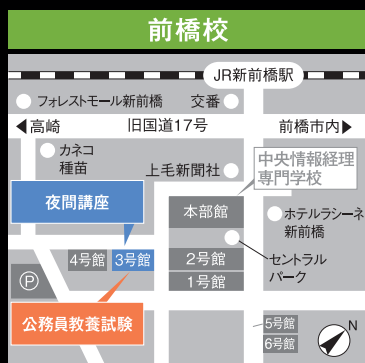 前橋校
JR新前橋駅
フォレストモール新前橋
交番
◀高崎
旧国道17号
前橋市内▶
カネコ
種苗
上毛新聞社
中央情報経理
専門学校
夜間講座
本部館
ホテルラシーネ
新前橋
4号館
3号館
2号館
セントラル
パーク
P
1号館
公務員教養試験
5号館
6号館
N